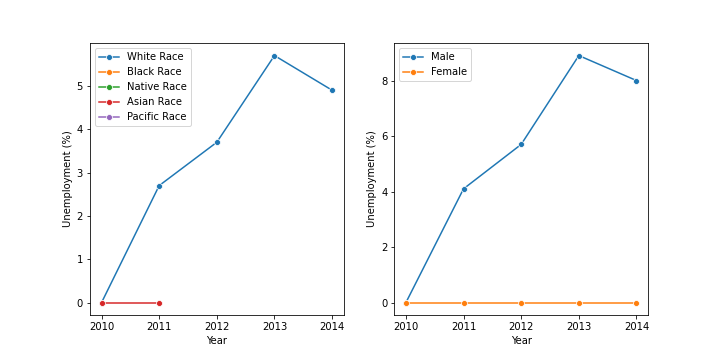 White Race
Black Race
Native Race
Asian Race
Pacific Race
Unemployment (%)
5
4
3
2
1
0
2010 2011 2012 2013 2014
Year
Male
Female
Unemployment (%)
8
6
4
2
0
2010 2011 2012 2013 2014
Year